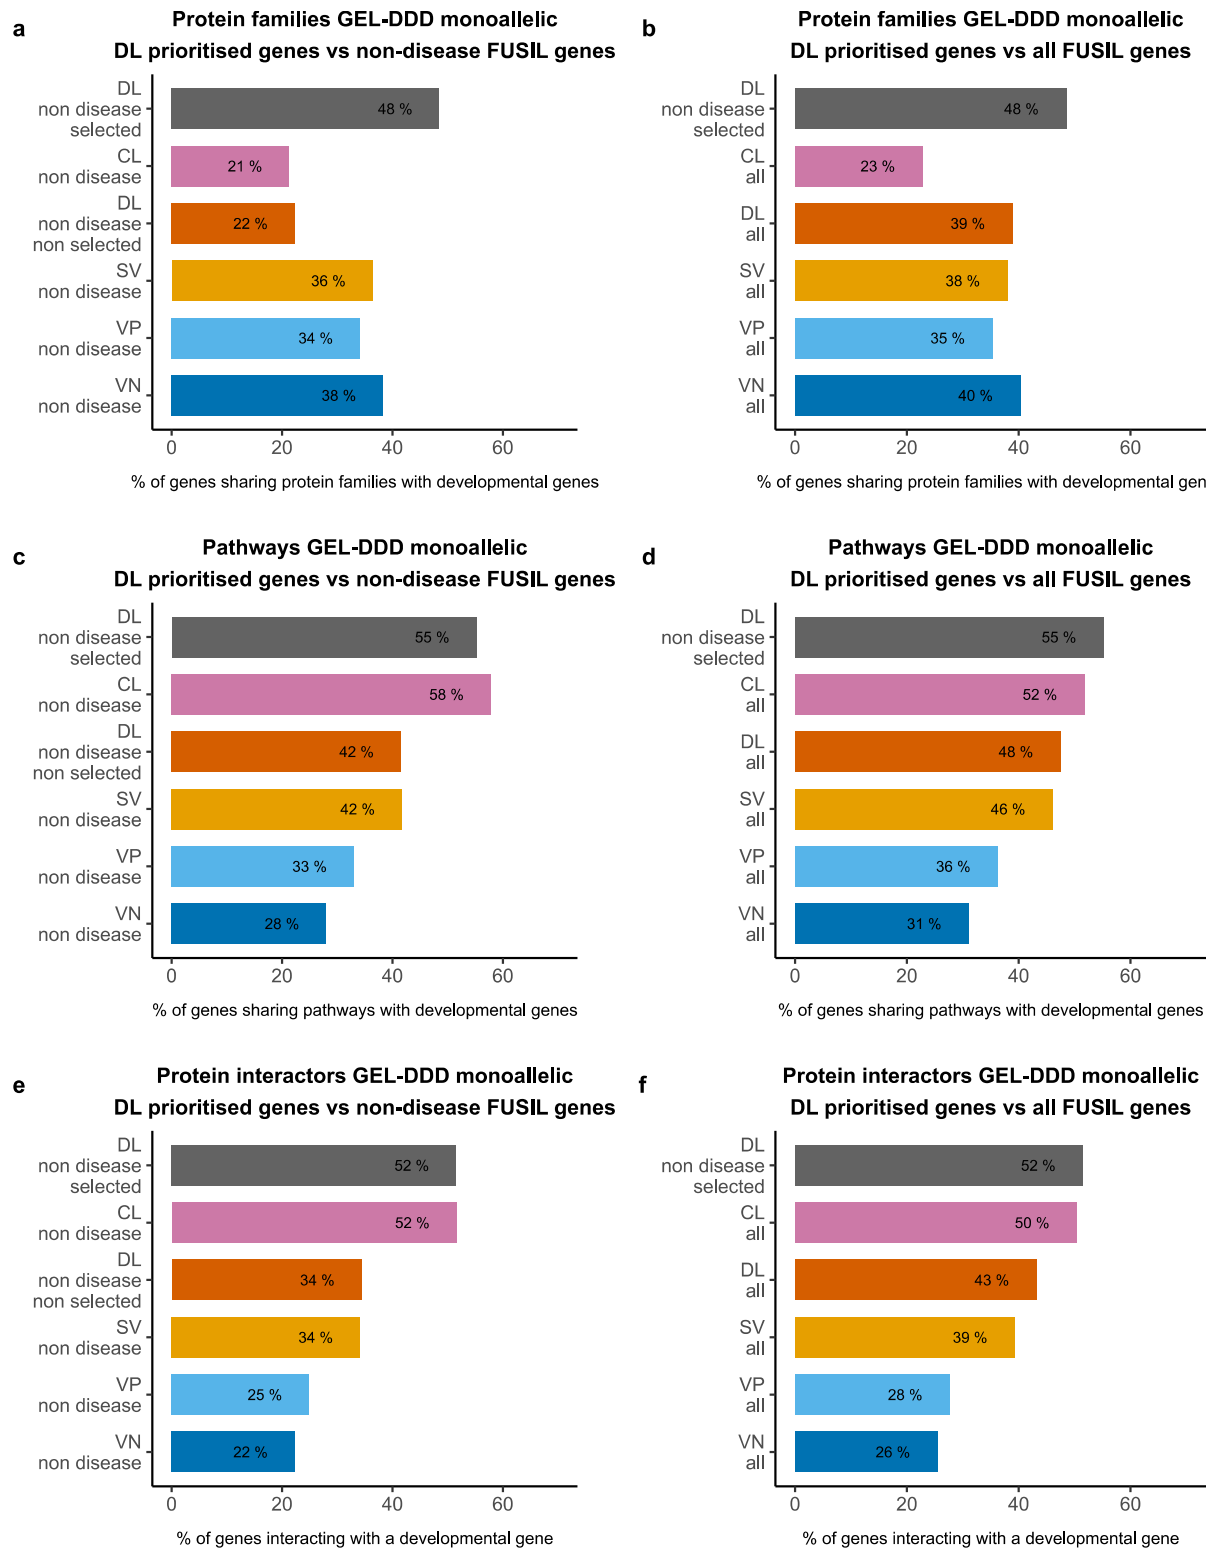 a
Protein families GEL-DDD monoallelic
DL prioritised genes vs non-disease FUSIL genes
DL
non disease
selected
48 %
CL
non disease
21 %
DL
non disease
non selected
22 %
SV
non disease
36 %
VP
non disease
34 %
VN
non disease
38 %
0 20 40 60
% of genes sharing protein families with developmental genes
b
Protein families GEL-DDD monoallelic
DL prioritised genes vs all FUSIL genes
DL
non disease
selected
48 %
CL
all
23 %
DL
all
39 %
SV
all
38 %
VP
all
35 %
VN
all
40 %
0 20 40 60
% of genes sharing protein families with developmental gen
c
Pathways GEL-DDD monoallelic
DL prioritised genes vs non-disease FUSIL genes
DL
non disease
selected
55 %
CL
non disease
58 %
DL
non disease
non selected
42 %
SV
non disease
42 %
VP
non disease
33 %
VN
non disease
28 %
0 20 40 60
% of genes sharing pathways with developmental genes
d
Pathways GEL-DDD monoallelic
DL prioritised genes vs all FUSIL genes
DL
non disease
selected
55 %
CL
all
52 %
DL
all
48 %
SV
all
46 %
VP
all
36 %
VN
all
31 %
0 20 40 60
% of genes sharing pathways with developmental genes
e
Protein interactors GEL-DDD monoallelic
DL prioritised genes vs non-disease FUSIL genes
DL
non disease
selected
52 %
CL
non disease
52 %
DL
non disease
non selected
34 %
SV
non disease
34 %
VP
non disease
25 %
VN
non disease
22 %
0 20 40 60
% of genes interacting with a developmental gene
f
Protein interactors GEL-DDD monoallelic
DL prioritised genes vs all FUSIL genes
DL
non disease
selected
52 %
CL
all
50 %
DL
all
43 %
SV
all
39 %
VP
all
28 %
VN
all
26 %
0 20 40 60
% of genes interacting with a developmental gene